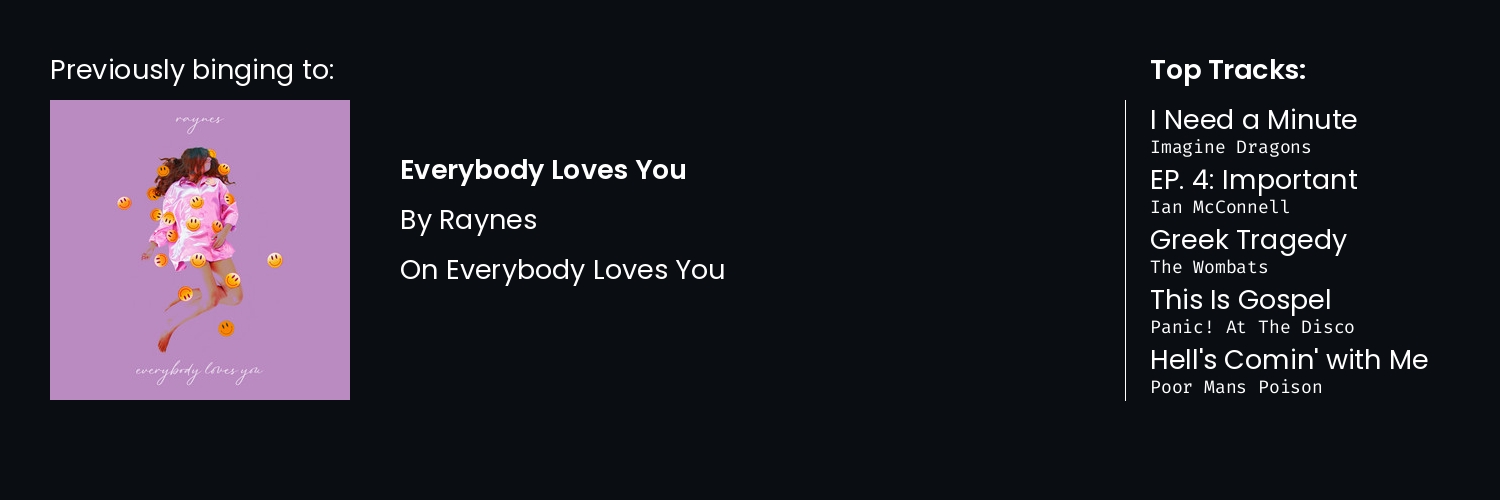 Previously binging to:
raynes
everybody loves you
Everybody Loves You
By Raynes
On Everybody Loves You
Top Tracks:
I Need a Minute
Imagine Dragons
EP. 4: Important
Ian McConnell
Greek Tragedy
The Wombats
This Is Gospel
Panic! At The Disco
Hell's Comin' with Me
Poor Mans Poison